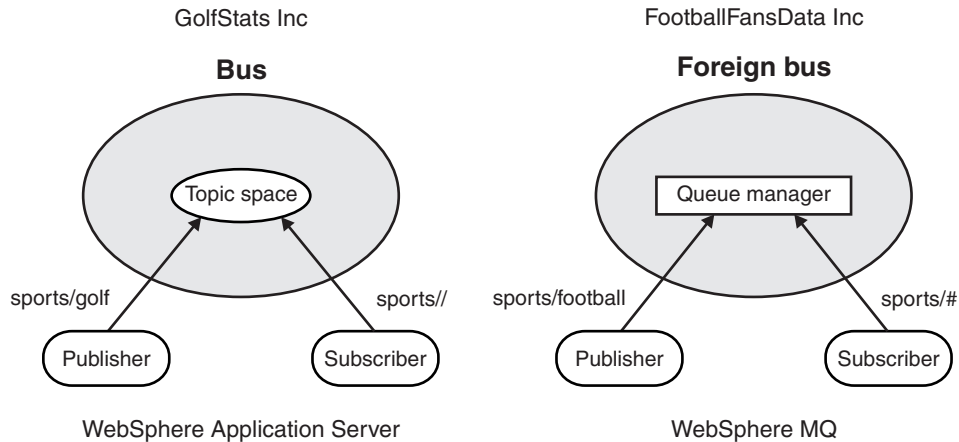 GolfStats Inc
FootballFansData Inc
Bus
Foreign bus
Topic space
Queue manager
sports/golf
sports//
sports/football
sports/#
Publisher
Subscriber
Publisher
Subscriber
WebSphere Application Server
WebSphere MQ